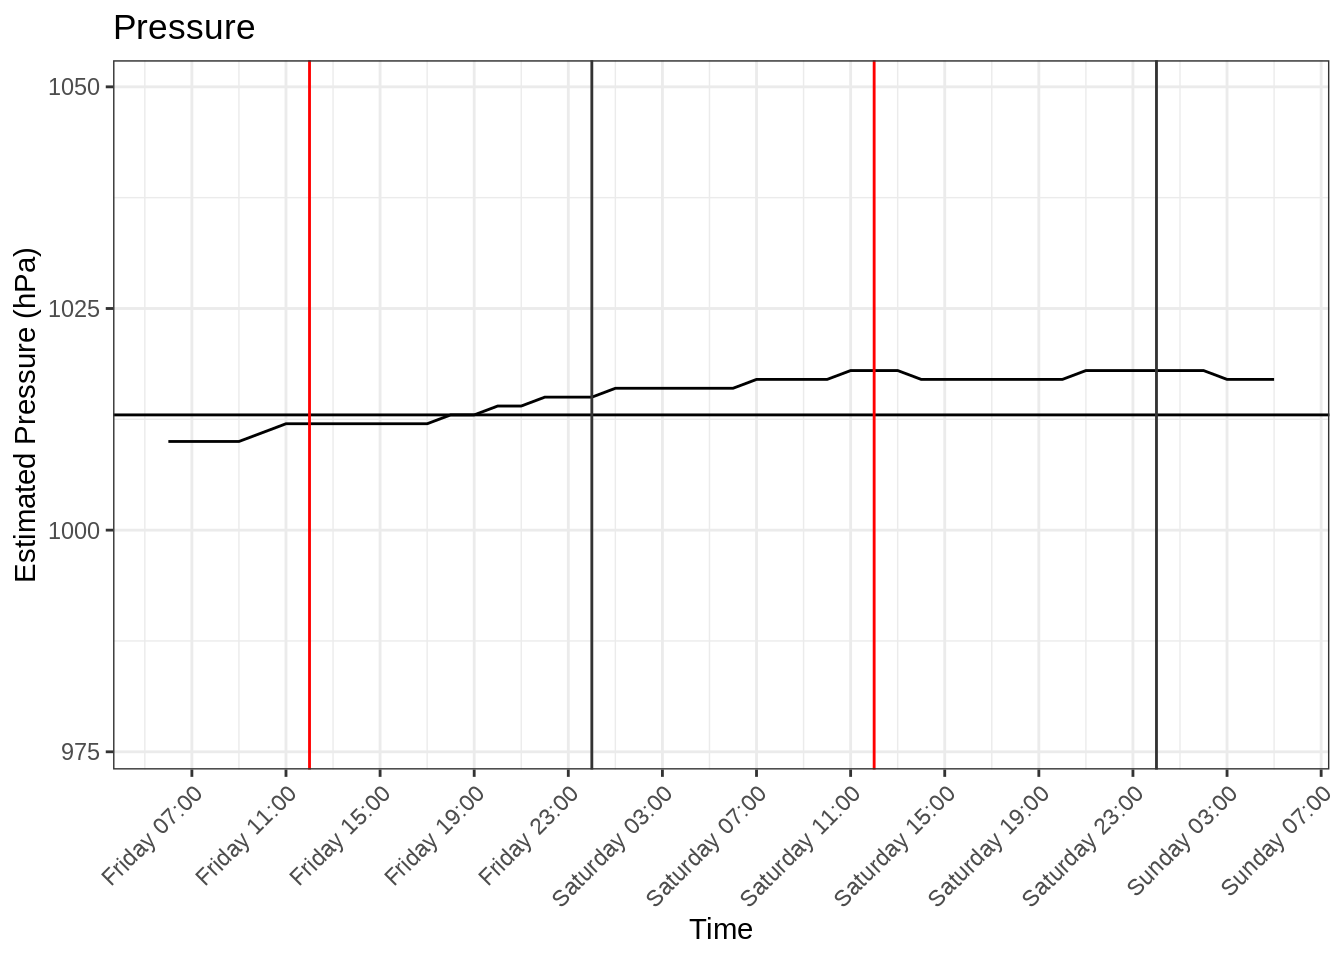 Pressure
Estimated Pressure (hPa)
1050
1025
1000
975
Friday 07:00
Friday 11:00
Friday 15:00
Friday 19:00
Friday 23:00
Saturday 03:00
Saturday 07:00
Saturday 11:00
Saturday 15:00
Saturday 19:00
Saturday 23:00
Sunday 03:00
Sunday 07:00
Time